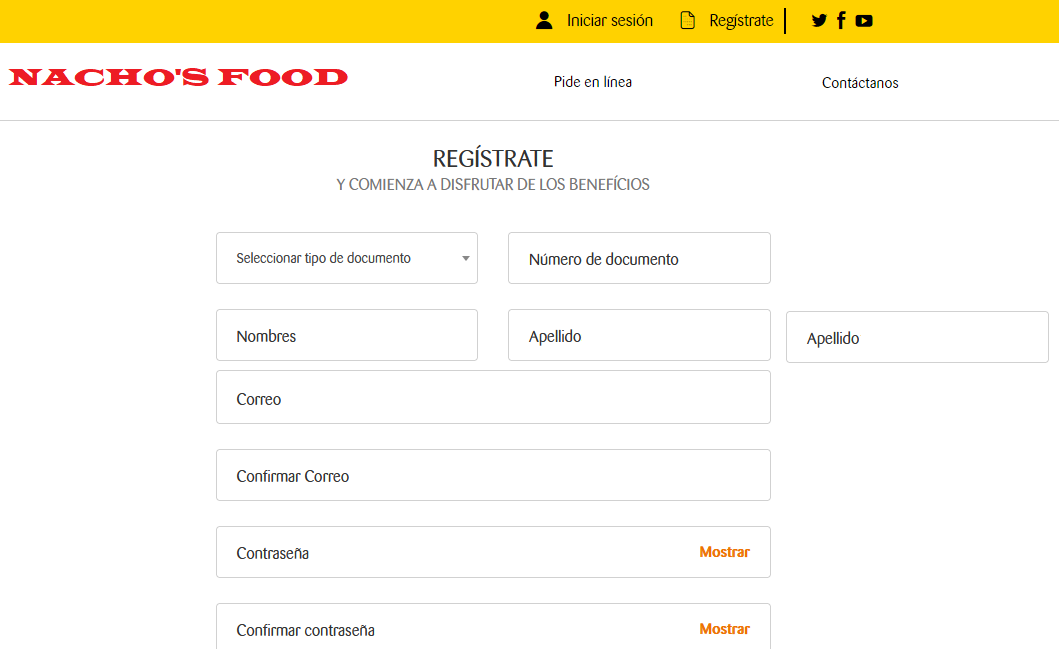 Iniciar sesión Regístrate
NACHO'S FOOD Pide en línea Contáctanos
REGÍSTRATE
Y COMIENZA A DISFRUTAR DE LOS BENEFÍCIOS
Seleccionar tipo de documento Número de documento
Nombres Apellido Apellido
Correo
Confirmar Correo
Contraseña Mostrar
Confirmar contraseña Mostrar